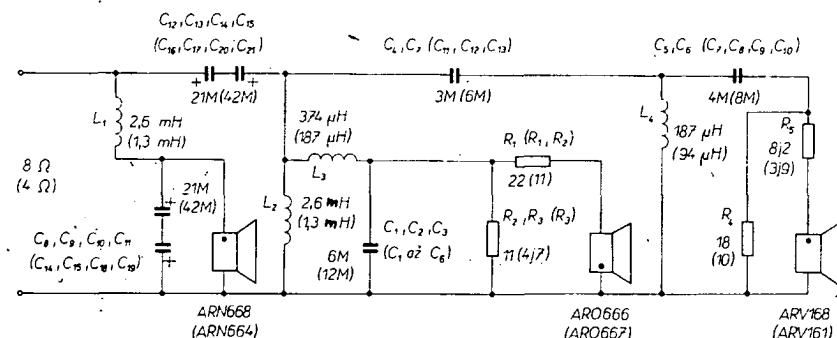 C12, C13, C14, C15
(C16, C17, C20, C21)
21M(42M)
C4, C7 (C11, C12, C13)
3M(6M)
C5, C6 (C7, C8, C9, C10)
4M(8M)
L1
2,6 mH
(1,3 mH)
374 µH
(187 µH)
L3
R1 (R1, R2)
22(11)
L4
187 µH
(94 µH)
R5
8j2
(3j9)
8 Ω
(4 Ω)
21M
(42M)
L2
2,6 mH
(1,3 mH)
C1, C2, C3
(C1 až C6)
6M
(12M)
R2, R3 (R3)
11(4j7)
R4
18
(10)
C8, C9, C10, C11
(C14, C15, C18, C19)
ARN668
(ARN664)
ARO666
(ARO667)
ARV168
(ARV161)